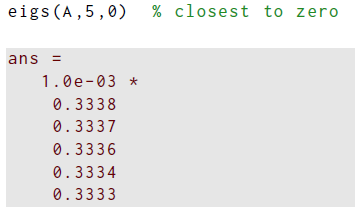 eigs(A,5,0)  % closest to zero
ans =
1.0e-03 *
0.3338
0.3337
0.3336
0.3334
0.3333